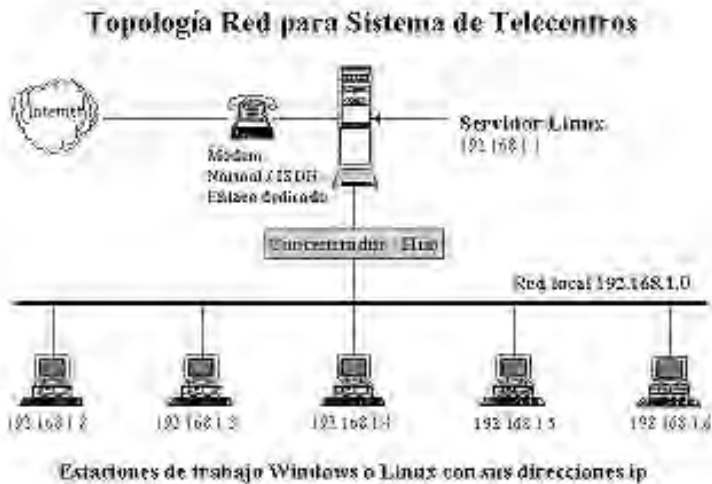 Topología Red para Sistema de Telecentros
Internet
Servidor Linux
192.168.1.1
Modem
Normal / ISDN
Enlace dedicado
Concentrador / Hub
Red local 192.168.1.0
192.168.1.2
192.168.1.3
192.168.1.4
192.168.1.5
192.168.1.6
Estaciones de trabajo Windows o Linux con sus direcciones ip